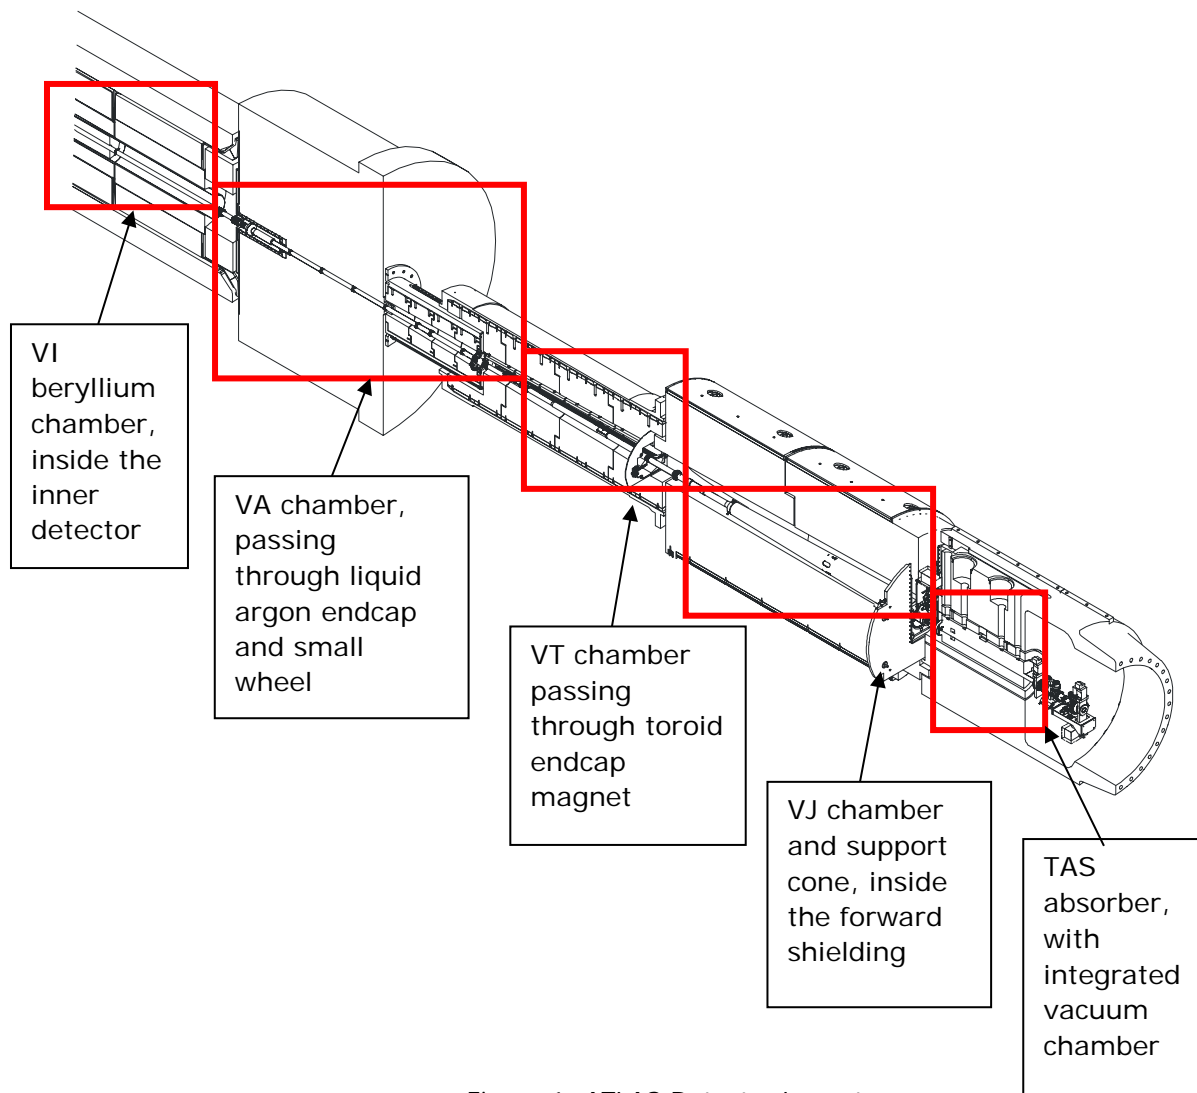 VI
beryllium
chamber,
inside the
inner
detector
VA chamber,
passing
through liquid
argon endcap
and small
wheel
VT chamber
passing
through toroid
endcap
magnet
VJ chamber
and support
cone, inside
the forward
shielding
TAS
absorber,
with
integrated
vacuum
chamber